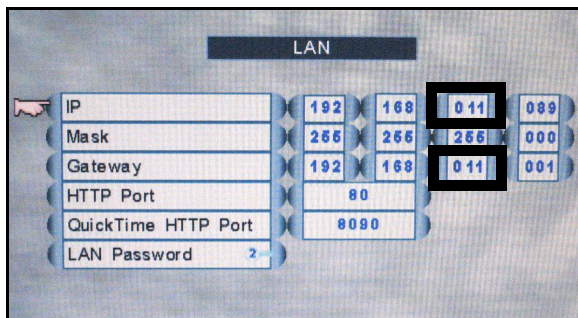 LAN
IP 192 168 011 089
Mask 255 255 255 000
Gateway 192 168 011 001
HTTP Port 80
QuickTime HTTP Port 8090
LAN Password 2